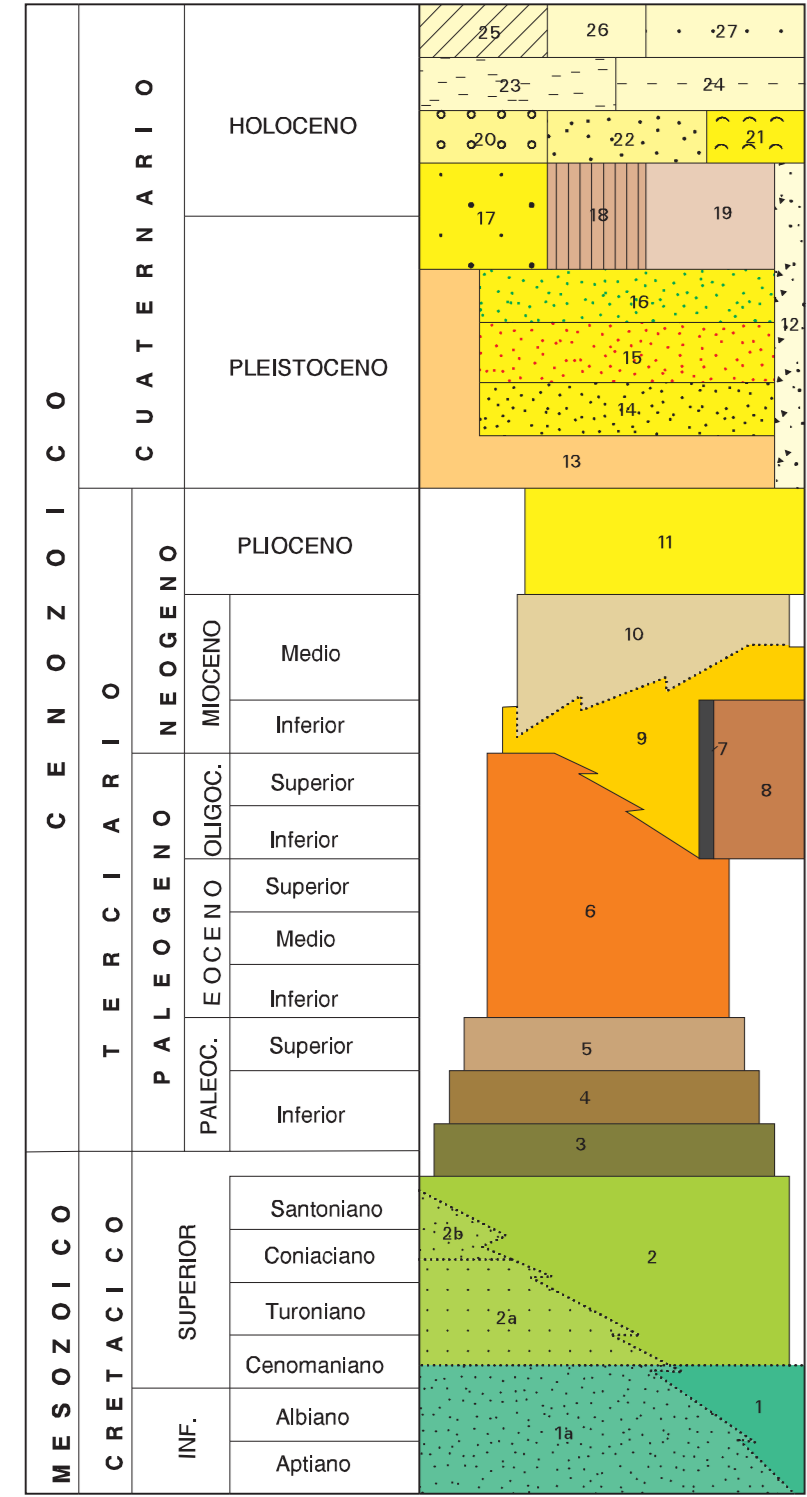 CENOZOICO
MESOZOICO
CUATERNARIO
TERCIARIO
CRETACICO
NEOGENO
PALEOGENO
HOLOCENO
PLEISTOCENO
PLIOCENO
MIOCENO
Medio
Inferior
OLIGOC.
Superior
Inferior
EOCENO
Superior
Medio
Inferior
PALEOC.
Superior
Inferior
SUPERIOR
Santoniano
Coniaciano
Turoniano
Cenomaniano
INF.
Albiano
Aptiano
25 26 27
23 24
20 22 21
17 18 19
16
12
15
14
13
11
10
9 7
8
6
5
4
3
2b 2
2a
1
1a